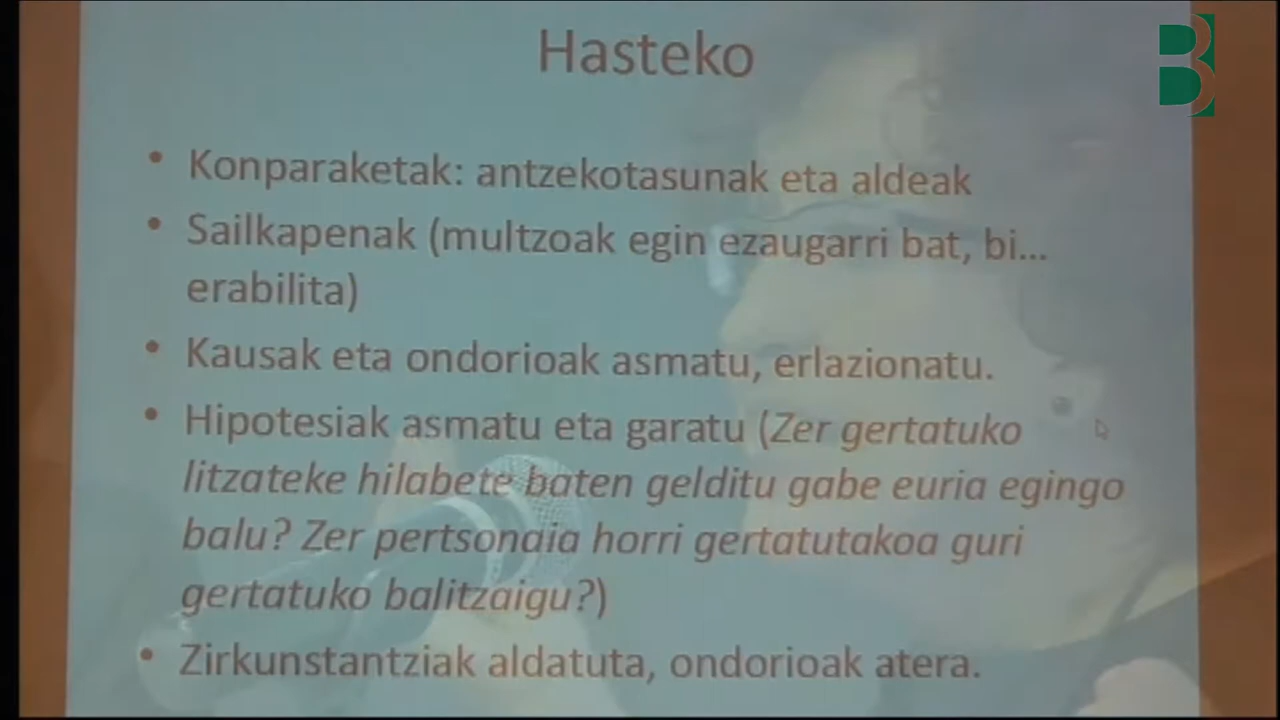 Hasteko
• Konparaketak: antzekotasunak eta aldeak
• Sailkapenak (multzoak egin ezaugarri bat, bi...
erabilita)
• Kausak eta ondorioak asmatu, erlazionatu.
• Hipotesiak asmatu eta garatu (Zer gertatuko
litzateke hilabete baten gelditu gabe euria egingo
balu? Zer pertsonaia horri gertatutakoa guri
gertatuko balitzaigu?)
• Zirkunstantziak aldatuta, ondorioak atera.
B